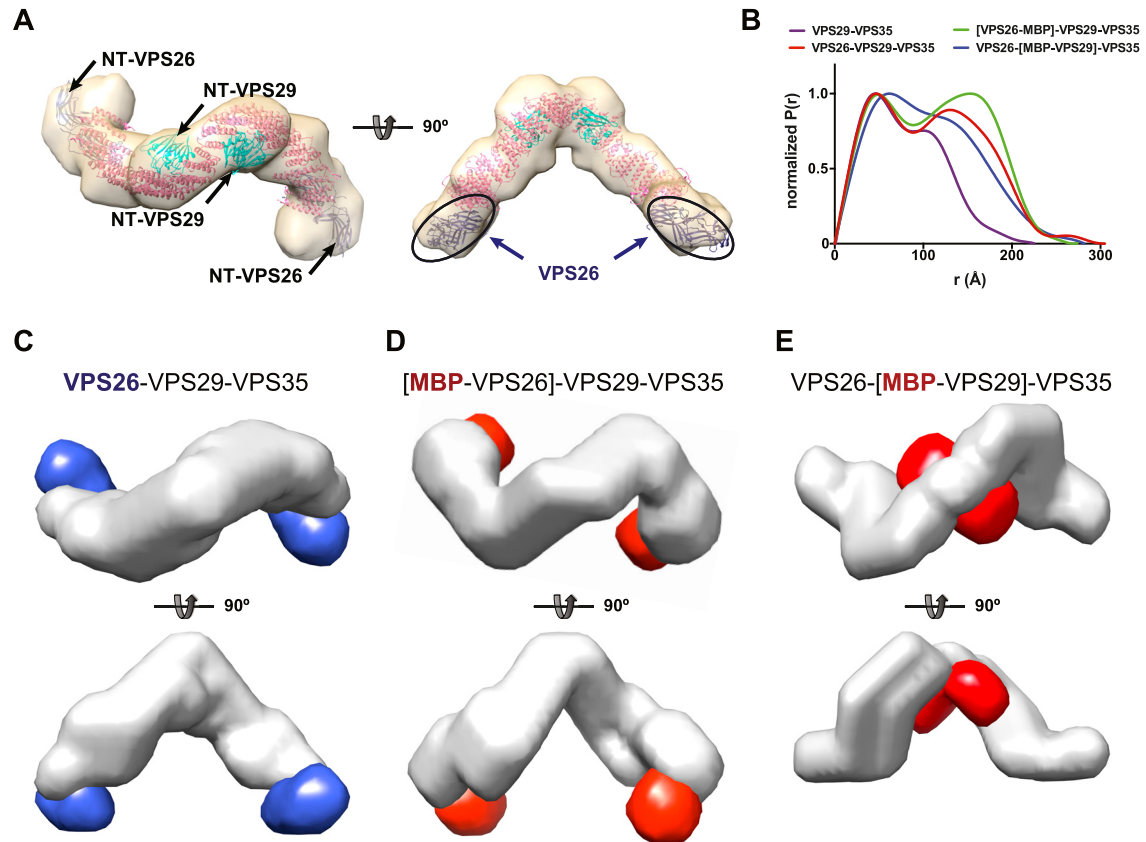 A
NT-VPS26
NT-VPS29
NT-VPS29
NT-VPS26
90º
VPS26
B
VPS29-VPS35
[VPS26-MBP]-VPS29-VPS35
VPS26-VPS29-VPS35
VPS26-[MBP-VPS29]-VPS35
normalized P(r)
1.0
0.5
0
0
100
200
300
r (Å)
C
VPS26-VPS29-VPS35
90º
D
[MBP-VPS26]-VPS29-VPS35
90º
E
VPS26-[MBP-VPS29]-VPS35
90º